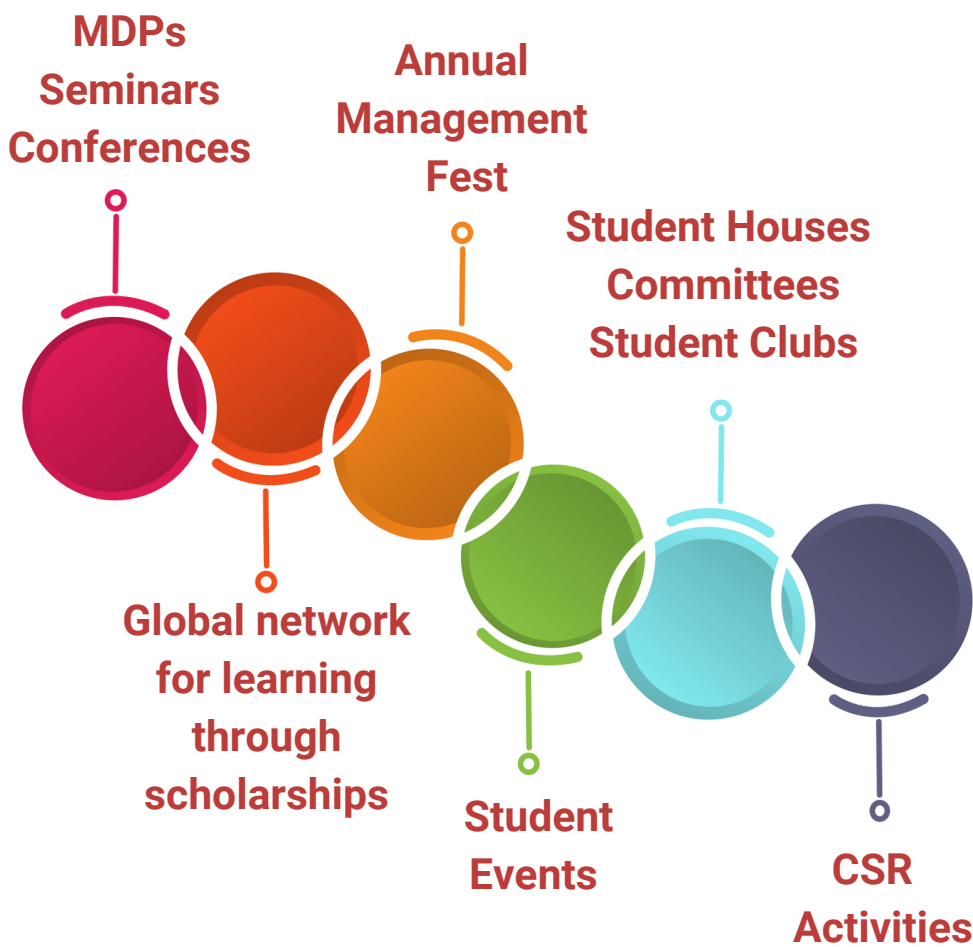 MDPs
Seminars
Conferences
Annual
Management
Fest
Student Houses
Committees
Student Clubs
Global network
for learning
through
scholarships
Student
Events
CSR
Activities